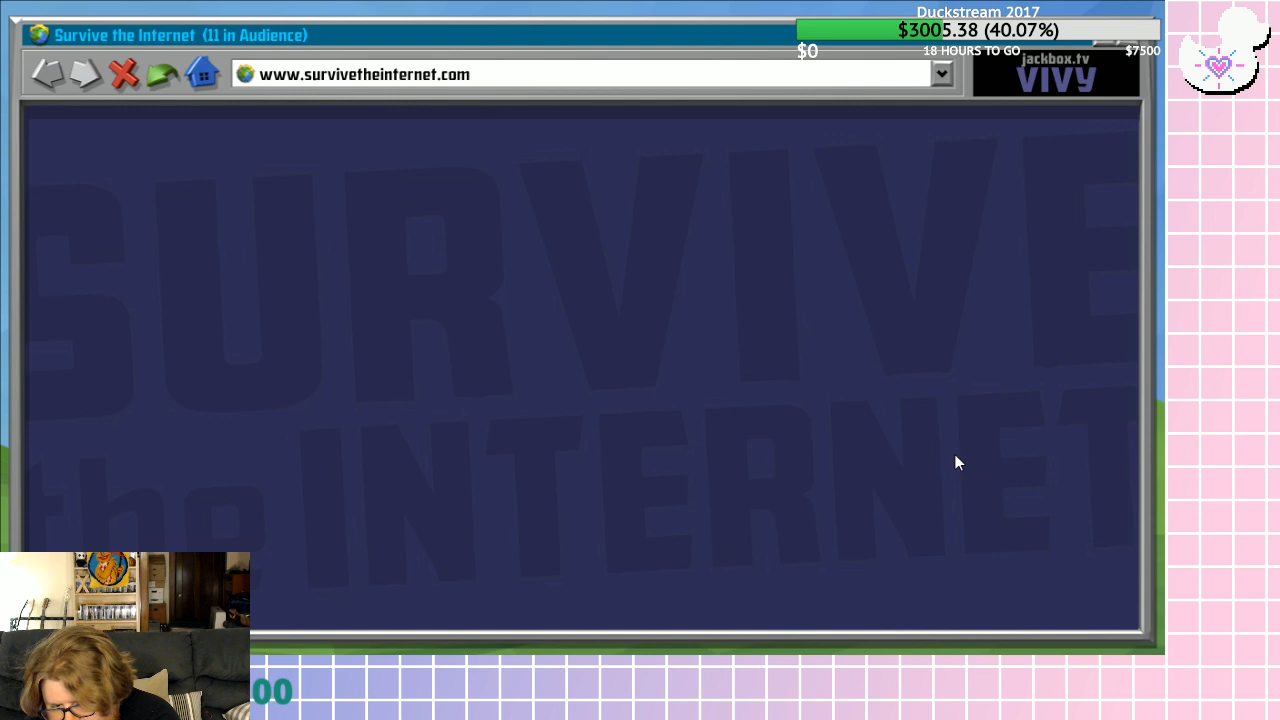 Duckstream 2017
Survive the Internet (11 in Audience)
$3005.38 (40.07%)
$0
18 HOURS TO GO
$7500
www.survivetheinternet.com
jackbox.tv
VIVY
SURVIVE
the INTERNET
00